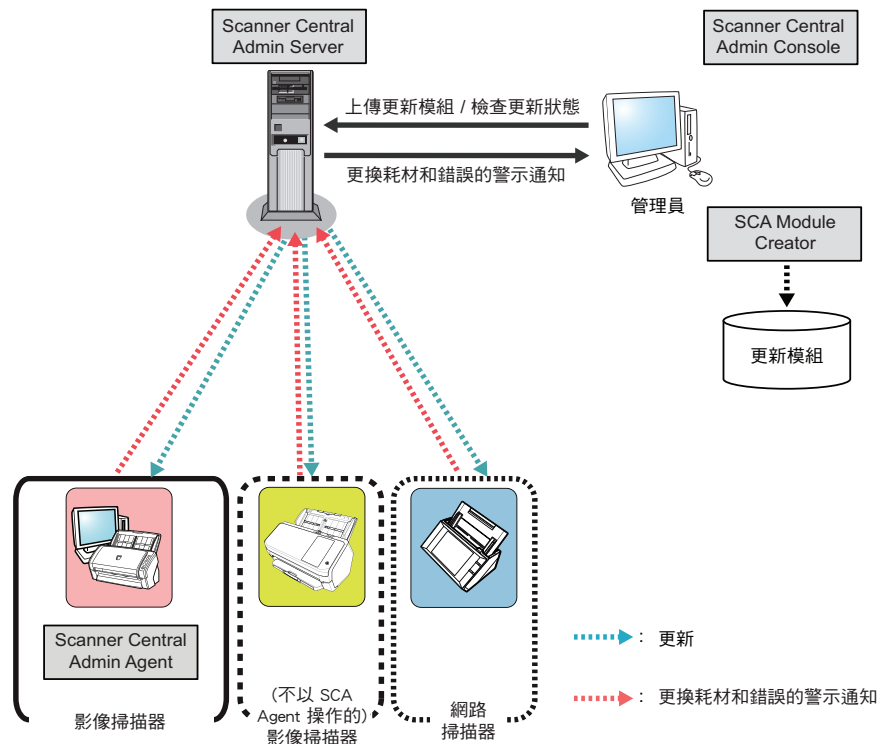 Scanner Central
Admin Server
Scanner Central
Admin Console
上傳更新模組 / 檢查更新狀態
更換耗材和錯誤的警示通知
管理員
SCA Module
Creator
更新模組
Scanner Central
Admin Agent
影像掃描器
(不以 SCA
Agent 操作的)
影像掃描器
網路
掃描器
： 更新
： 更換耗材和錯誤的警示通知